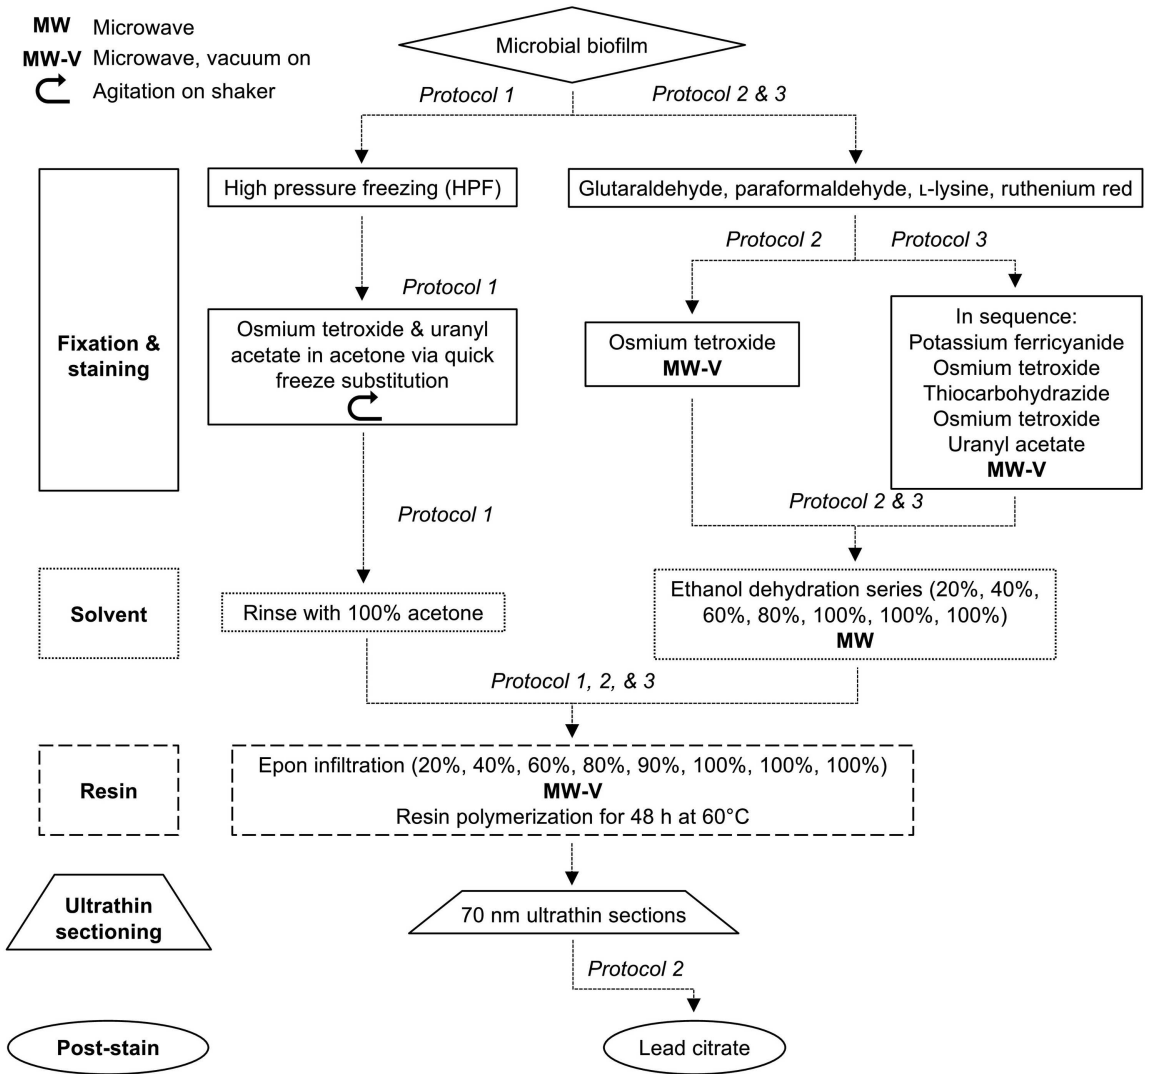 MW Microwave
MW-V Microwave, vacuum on
Agitation on shaker
Microbial biofilm
Protocol 1
Protocol 2 & 3
Fixation &
staining
High pressure freezing (HPF)
Glutaraldehyde, paraformaldehyde, ʟ-lysine, ruthenium red
Protocol 1
Protocol 2
Protocol 3
Osmium tetroxide & uranyl
acetate in acetone via quick
freeze substitution
Osmium tetroxide
MW-V
In sequence:
Potassium ferricyanide
Osmium tetroxide
Thiocarbohydrazide
Osmium tetroxide
Uranyl acetate
MW-V
Protocol 1
Protocol 2 & 3
Solvent
Rinse with 100% acetone
Ethanol dehydration series (20%, 40%,
60%, 80%, 100%, 100%, 100%)
MW
Protocol 1, 2, & 3
Resin
Epon infiltration (20%, 40%, 60%, 80%, 90%, 100%, 100%, 100%)
MW-V
Resin polymerization for 48 h at 60°C
Ultrathin
sectioning
70 nm ultrathin sections
Protocol 2
Post-stain
Lead citrate